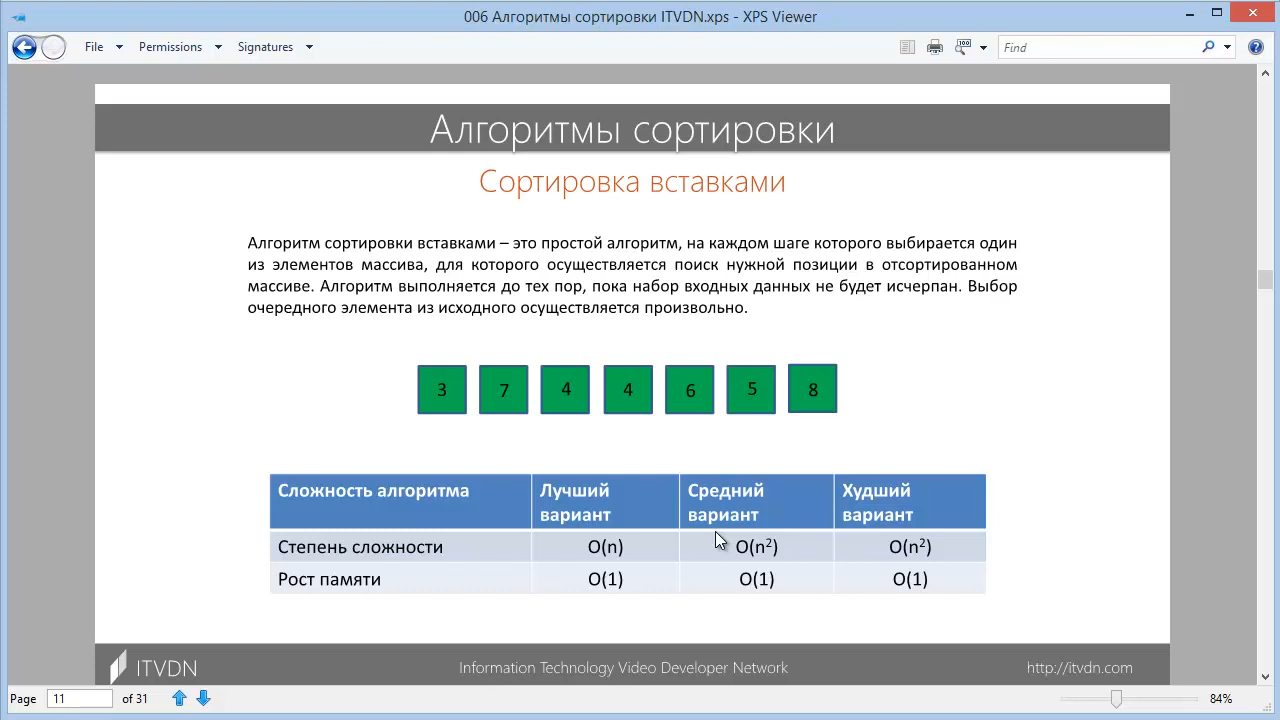 006 Алгоритмы сортировки ITVDN.xps - XPS Viewer
File Permissions Signatures
100
Find
Алгоритмы сортировки
Сортировка вставками
Алгоритм сортировки вставками – это простой алгоритм, на каждом шаге которого выбирается один
из элементов массива, для которого осуществляется поиск нужной позиции в отсортированном
массиве. Алгоритм выполняется до тех пор, пока набор входных данных не будет исчерпан. Выбор
очередного элемента из исходного осуществляется произвольно.
3 7 4 4 6 5 8
Сложность алгоритма Лучший вариант Средний вариант Худший вариант
Степень сложности O(n) O(n²) O(n²)
Рост памяти O(1) O(1) O(1)
ITVDN Information Technology Video Developer Network http://itvdn.com
Page 11 of 31 84%